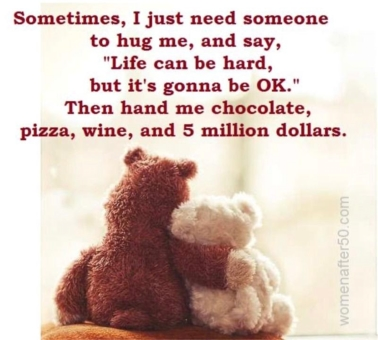 Sometimes, I just need someone
to hug me, and say,
"Life can be hard,
but it's gonna be OK."
Then hand me chocolate,
pizza, wine, and 5 million dollars.
womenafter50.com